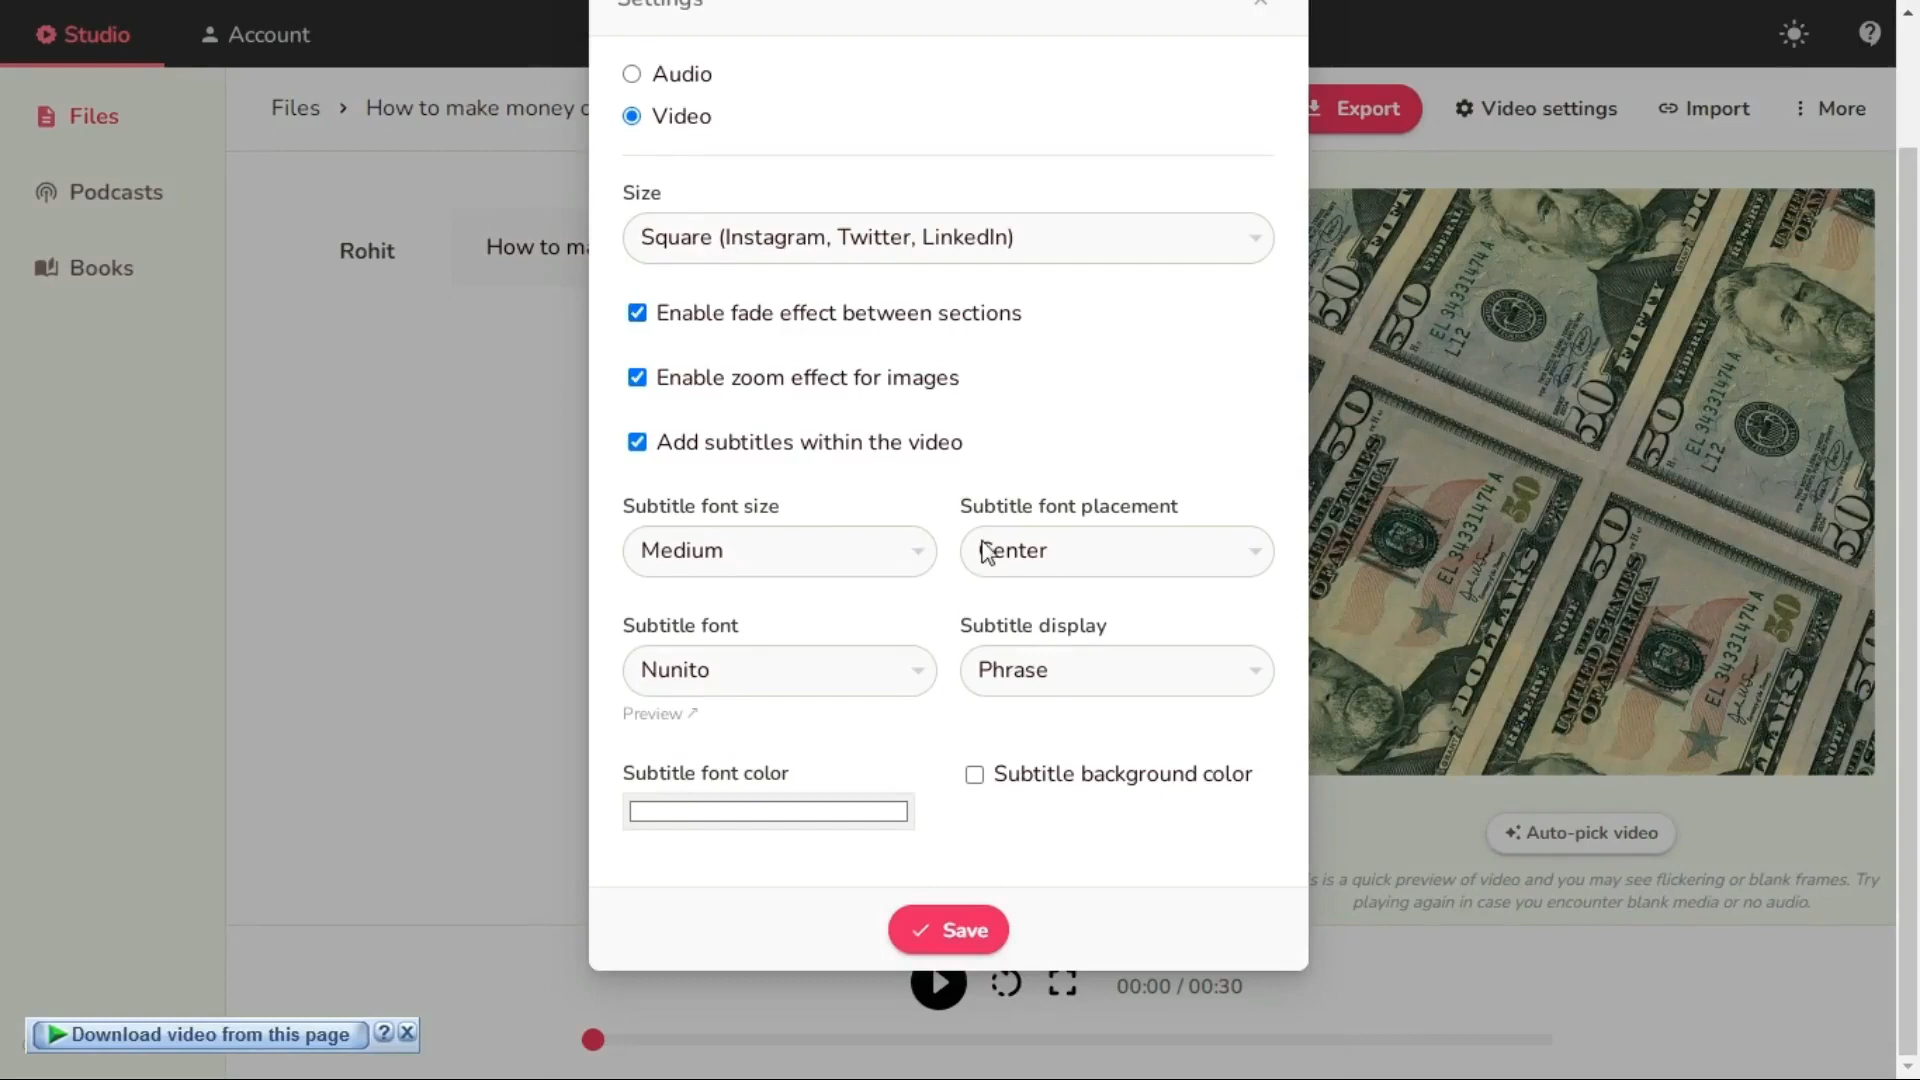 Settings
Studio
Account
Files
Podcasts
Books
Files > How to make money
Export
Video settings
Import
More
Rohit
How to
Audio
Video
Size
Square (Instagram, Twitter, LinkedIn)
Enable fade effect between sections
Enable zoom effect for images
Add subtitles within the video
Subtitle font size
Subtitle font placement
Medium
Center
Subtitle font
Subtitle display
Nunito
Phrase
Preview ↗
Subtitle font color
Subtitle background color
Save
Auto-pick video
is a quick preview of video and you may see flickering or blank frames. Try
playing again in case you encounter blank media or no audio.
00:00 / 00:30
Download video from this page